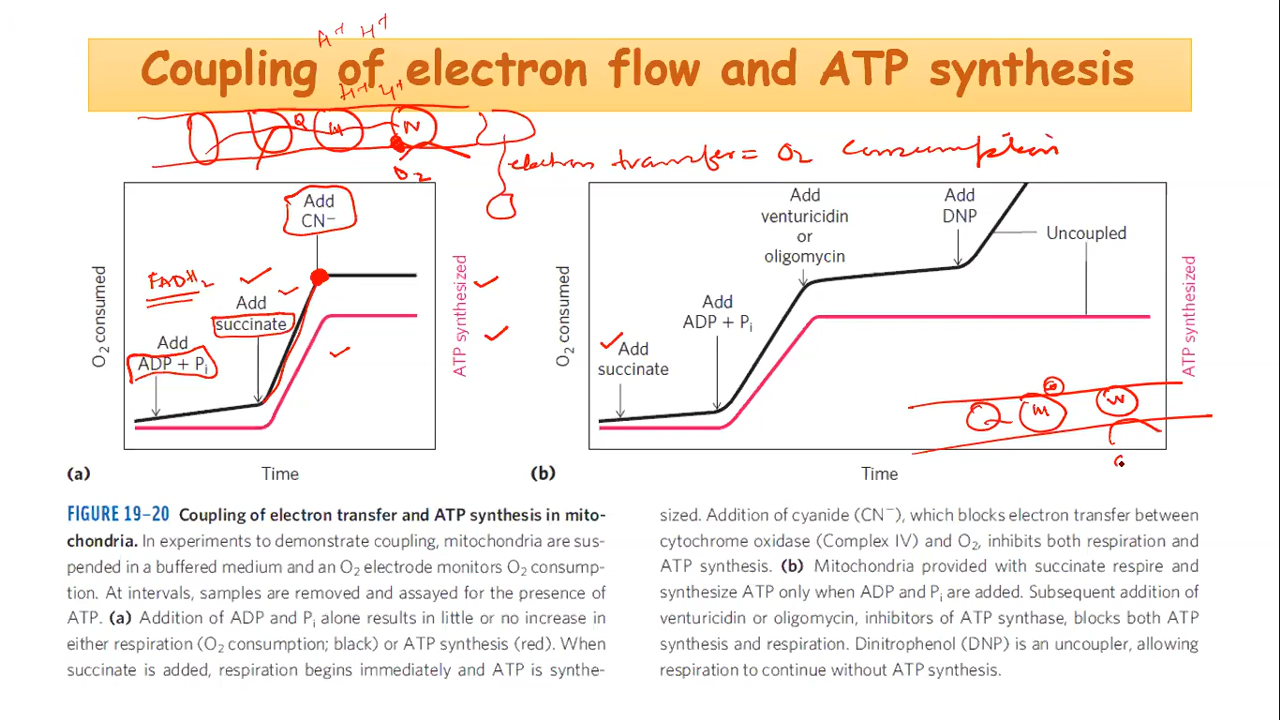 H+ H+
Coupling of electron flow and ATP synthesis
H+ H+
Q
O2
electron transfer = O2 consumption
Add
CN−
FADH2
Add
succinate
Add
ADP + Pi
O2 consumed
ATP synthesized
(a)
Time
Add
succinate
Add
ADP + Pi
Add
venturicidin
or
oligomycin
Add
DNP
Uncoupled
O2 consumed
ATP synthesized
(b)
Time
FIGURE 19–20 Coupling of electron transfer and ATP synthesis in mito-
chondria. In experiments to demonstrate coupling, mitochondria are sus-
pended in a buffered medium and an O2 electrode monitors O2 consump-
tion. At intervals, samples are removed and assayed for the presence of
ATP. (a) Addition of ADP and Pi alone results in little or no increase in
either respiration (O2 consumption; black) or ATP synthesis (red). When
succinate is added, respiration begins immediately and ATP is synthe-
sized. Addition of cyanide (CN−), which blocks electron transfer between
cytochrome oxidase (Complex IV) and O2, inhibits both respiration and
ATP synthesis. (b) Mitochondria provided with succinate respire and
synthesize ATP only when ADP and Pi are added. Subsequent addition of
venturicidin or oligomycin, inhibitors of ATP synthase, blocks both ATP
synthesis and respiration. Dinitrophenol (DNP) is an uncoupler, allowing
respiration to continue without ATP synthesis.